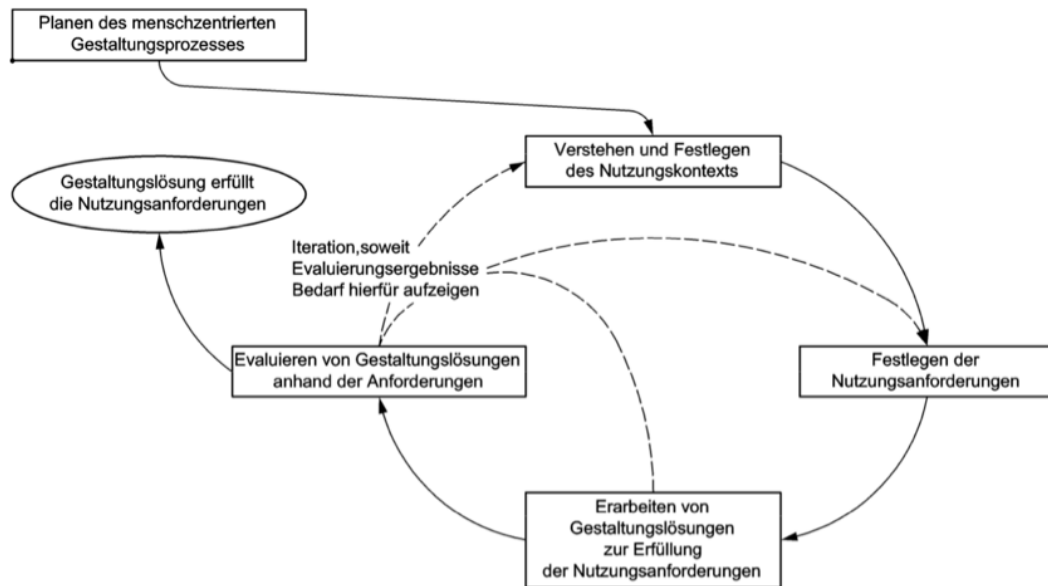 Planen des menschzentrierten
Gestaltungsprozesses
Verstehen und Festlegen
des Nutzungskontexts
Gestaltungslösung erfüllt
die Nutzungsanforderungen
Iteration,soweit
Evaluierungsergebnisse
Bedarf hierfür aufzeigen
Evaluieren von Gestaltungslösungen
anhand der Anforderungen
Festlegen der
Nutzungsanforderungen
Erarbeiten von
Gestaltungslösungen
zur Erfüllung
der Nutzungsanforderungen